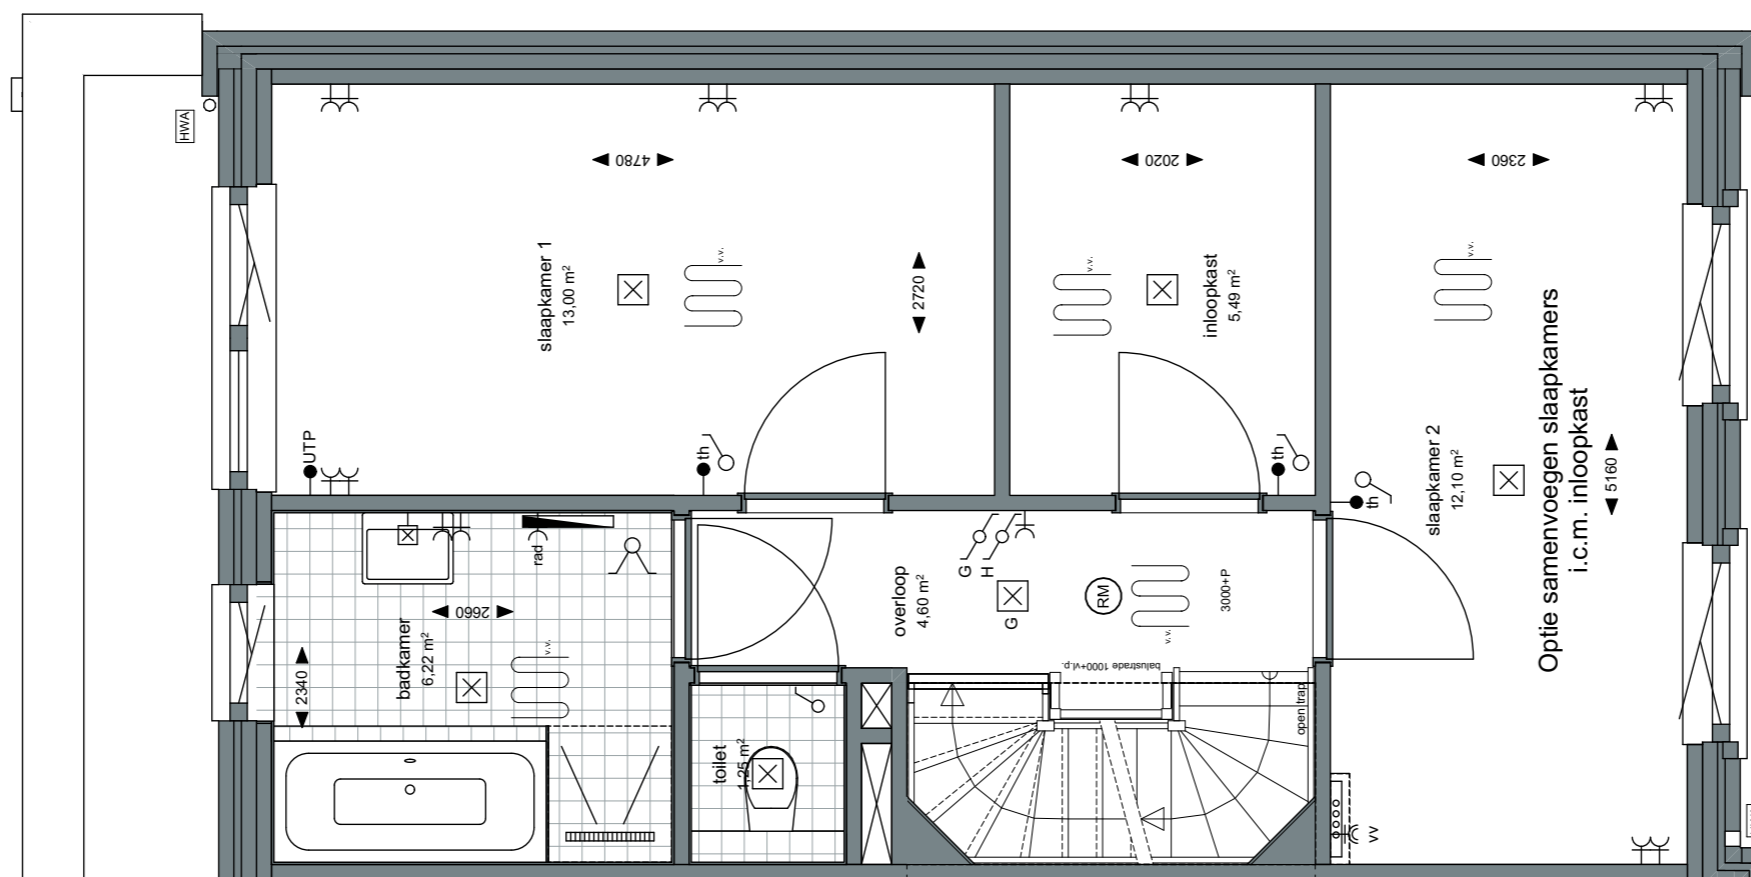 HWA
4780
2020
2360
slaapkamer 1
13,00 m²
v.v.
2720
v.v.
inloopkast
5,49 m²
v.v.
Optie samenvoegen slaapkamers
i.c.m. inloopkast
slaapkamer 2
12,10 m²
5160
UTP
th
th
th
rad
2660
badkamer
6,22 m²
2340
v.v.
overloop
4,60 m²
G
H
G
RM
v.v.
3000+P
balustrade 1000+vl.p.
open trap
toilet
1,25 m²
VV